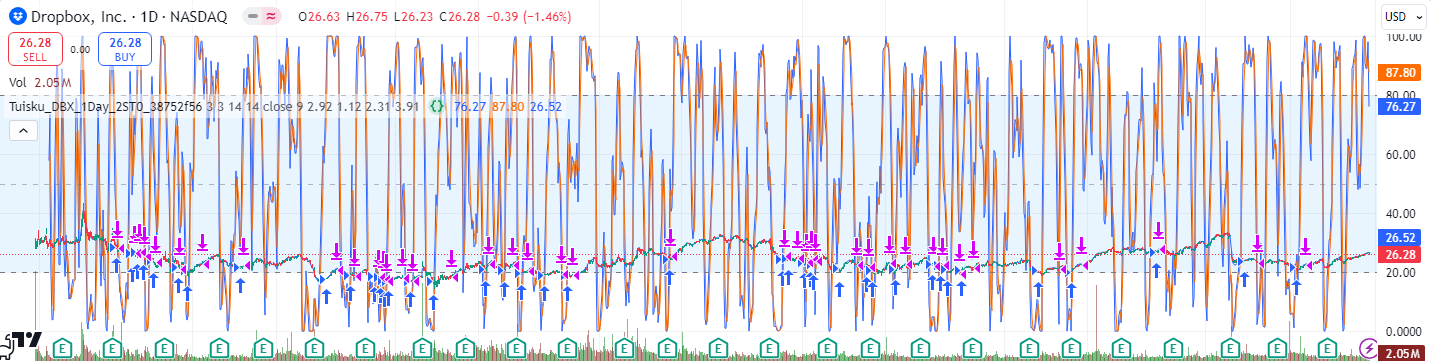 Dropbox, Inc. · 1D · NASDAQ O26.63 H26.75 L26.23 C26.28 −0.39 (−1.46%)
USD
26.28
SELL
0.00
26.28
BUY
Vol 2.05M
Tuisku_DBX_1Day_2STO_38752f56 3 3 14 14 close 9 2.92 1.12 2.31 3.91 76.27 87.80 26.52
100.00
87.80
80.00
76.27
60.00
40.00
26.52
26.28
20.00
0.0000
2.05M
E E E E E E E E E E E E E E E E E E E E E E E E E E